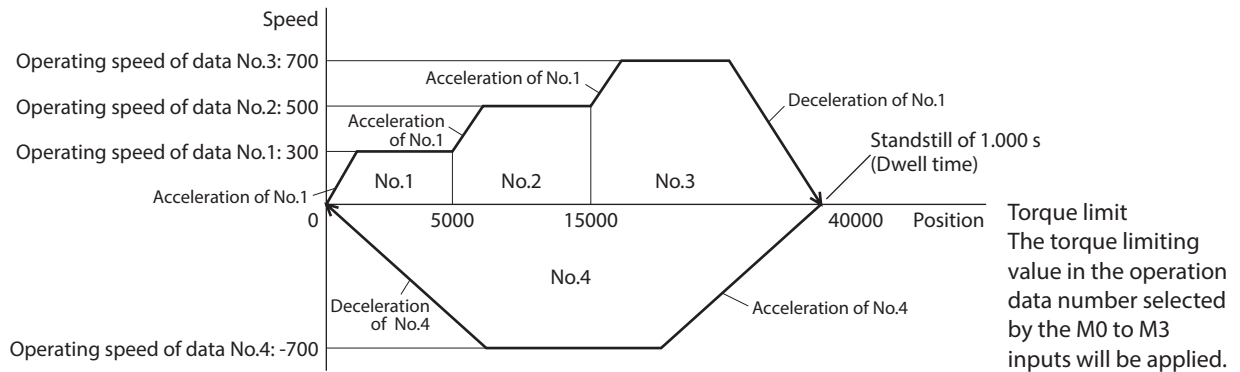 Speed
Operating speed of data No.3: 700
Acceleration of No.1
Operating speed of data No.2: 500
Deceleration of No.1
Acceleration
of No.1
Standstill of 1.000 s
(Dwell time)
Operating speed of data No.1: 300
No.1
No.2
No.3
Acceleration of No.1
0
5000
15000
40000
Position
Torque limit
The torque limiting
value in the operation
data number selected
by the M0 to M3
inputs will be applied.
No.4
Deceleration
of No.4
Acceleration of No.4
Operating speed of data No.4: -700